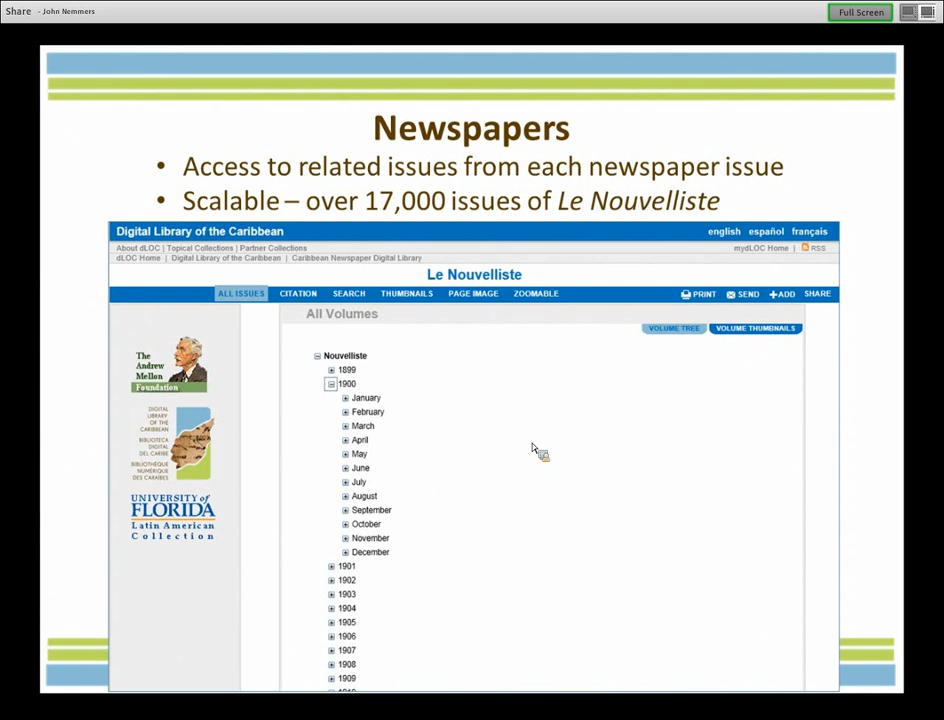 Share - John Nemmers
Full Screen
Newspapers
• Access to related issues from each newspaper issue
• Scalable – over 17,000 issues of Le Nouvelliste
Digital Library of the Caribbean
english español français
About dLOC | Topical Collections | Partner Collections
mydLOC Home | RSS
dLOC Home | Digital Library of the Caribbean | Caribbean Newspaper Digital Library
Le Nouvelliste
ALL ISSUES CITATION SEARCH THUMBNAILS PAGE IMAGE ZOOMABLE
PRINT SEND ADD SHARE
All Volumes
VOLUME TREE VOLUME THUMBNAILS
The
Andrew
Mellon
Foundation
DIGITAL
LIBRARY
OF THE
CARIBBEAN
BIBLIOTECA
DIGITAL
DEL CARIBE
BIBLIOTHÈQUE
NUMÉRIQUE
DES CARAÏBES
UNIVERSITY of
FLORIDA
Latin American
Collection
Nouvelliste
1899
1900
January
February
March
April
May
June
July
August
September
October
November
December
1901
1902
1903
1904
1905
1906
1907
1908
1909